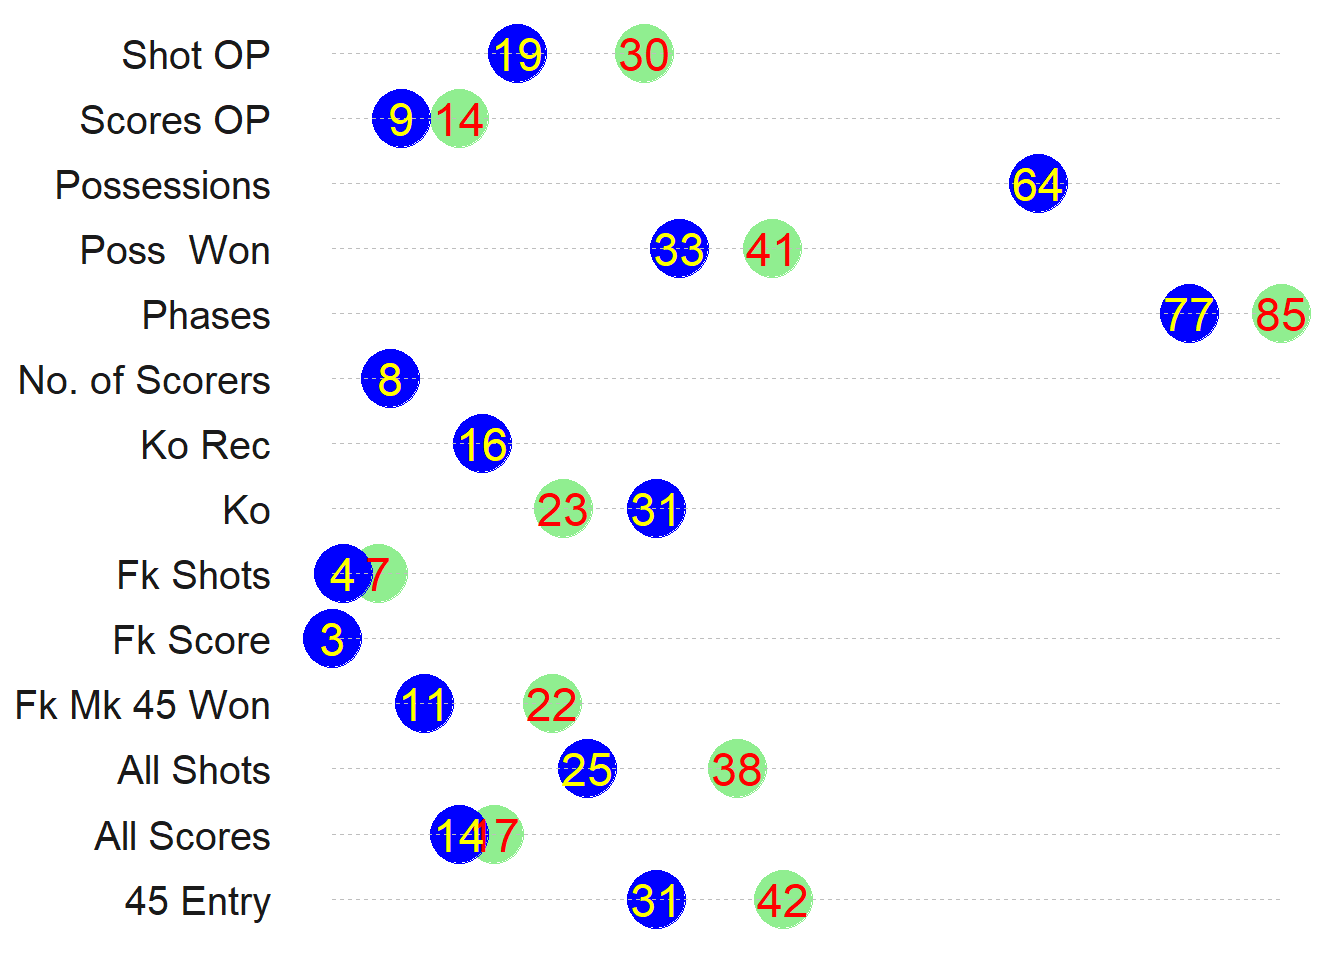 Shot OP 19 30
Scores OP 9 14
Possessions 64
Poss  Won 33 41
Phases 77 85
No. of Scorers 8
Ko Rec 16
Ko 23 31
Fk Shots 4 7
Fk Score 3
Fk Mk 45 Won 11 22
All Shots 25 38
All Scores 14 17
45 Entry 31 42